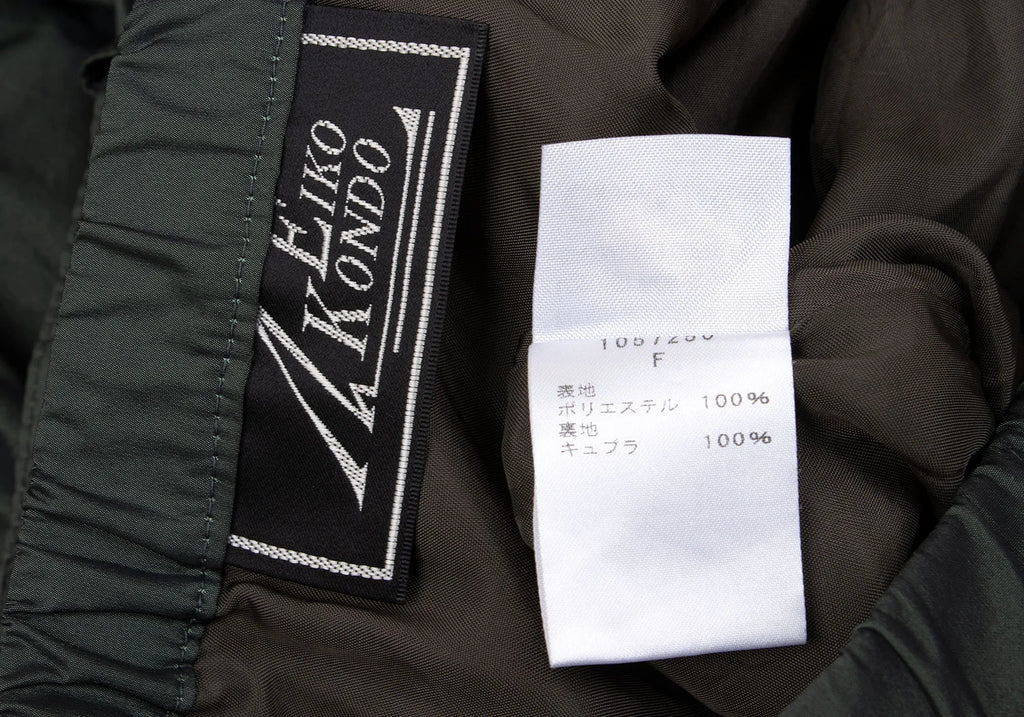 EIKO
KONDO
F
表地
ポリエステル 100%
裏地
キュプラ 100%